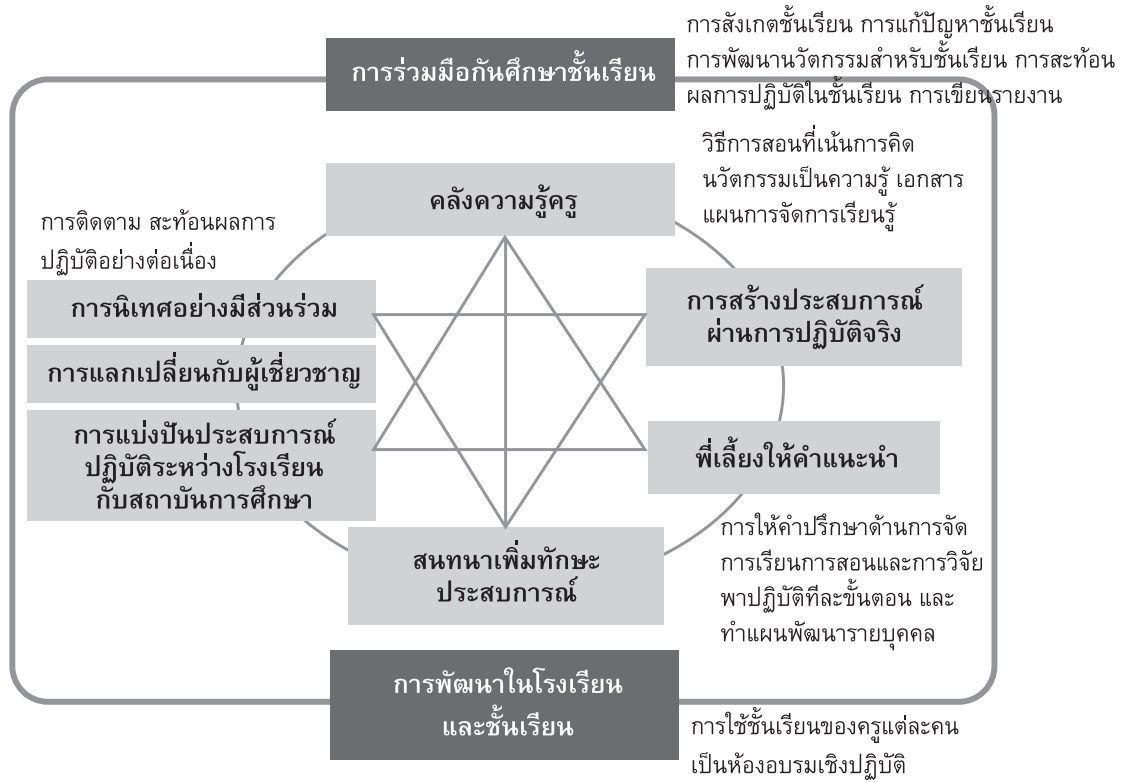 การสังเกตชั้นเรียน การแก้ปัญหาชั้นเรียน
การร่วมมือกันศึกษาชั้นเรียน
การพัฒนานวัตกรรมสำหรับชั้นเรียน การสะท้อน
ผลการปฏิบัติในชั้นเรียน การเขียนรายงาน
วิธีการสอนที่เน้นการคิด
นวัตกรรมเป็นความรู้ เอกสาร
แผนการจัดการเรียนรู้
คลังความรู้ครู
การติดตาม สะท้อนผลการ
ปฏิบัติอย่างต่อเนื่อง
การนิเทศอย่างมีส่วนร่วม
การสร้างประสบการณ์
ผ่านการปฏิบัติจริง
การแลกเปลี่ยนกับผู้เชี่ยวชาญ
การแบ่งปันประสบการณ์
ปฏิบัติระหว่างโรงเรียน
กับสถาบันการศึกษา
พี่เลี้ยงให้คำแนะนำ
การให้คำปรึกษาด้านการจัด
การเรียนการสอนและการวิจัย
พาปฏิบัติทีละขั้นตอน และ
ทำแผนพัฒนารายบุคคล
สนทนาเพิ่มทักษะ
ประสบการณ์
การพัฒนาในโรงเรียน
และชั้นเรียน
การใช้ชั้นเรียนของครูแต่ละคน
เป็นห้องอบรมเชิงปฏิบัติ